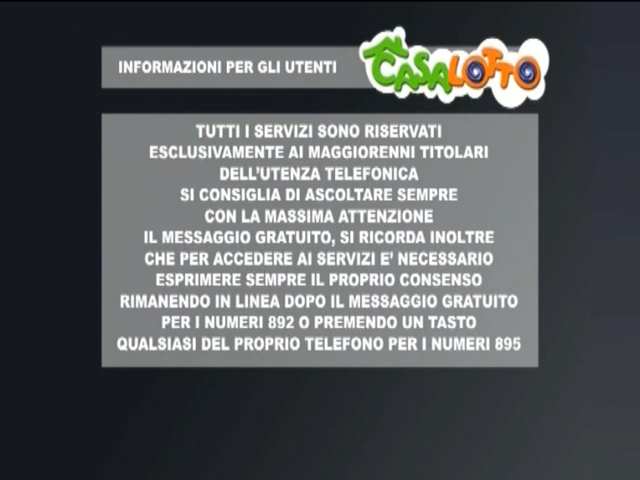 INFORMAZIONI PER GLI UTENTI
CASALOTTO
TUTTI I SERVIZI SONO RISERVATI
ESCLUSIVAMENTE AI MAGGIORENNI TITOLARI
DELL'UTENZA TELEFONICA
SI CONSIGLIA DI ASCOLTARE SEMPRE
CON LA MASSIMA ATTENZIONE
IL MESSAGGIO GRATUITO, SI RICORDA INOLTRE
CHE PER ACCEDERE AI SERVIZI E' NECESSARIO
ESPRIMERE SEMPRE IL PROPRIO CONSENSO
RIMANENDO IN LINEA DOPO IL MESSAGGIO GRATUITO
PER I NUMERI 892 O PREMENDO UN TASTO
QUALSIASI DEL PROPRIO TELEFONO PER I NUMERI 895